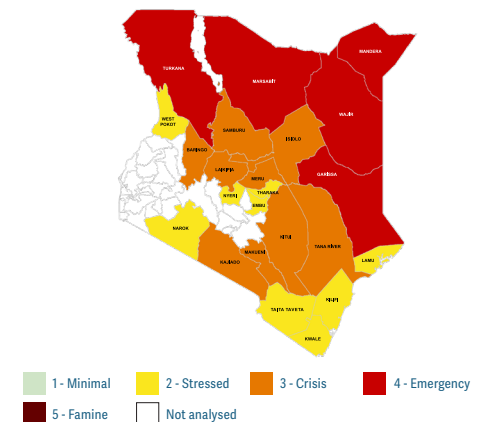 MANDERA
TURKANA
MARSABIT
WAJIR
WEST
POKOT
SAMBURU
ISIOLO
BARINGO
LAIKIPIA
MERU
GARISSA
NYERI
THARAKA
EMBU
NAROK
KITUI
TANA RIVER
MAKUENI
KAJIADO
LAMU
KILIFI
TAITA TAVETA
KWALE
1 - Minimal
2 - Stressed
3 - Crisis
4 - Emergency
5 - Famine
Not analysed